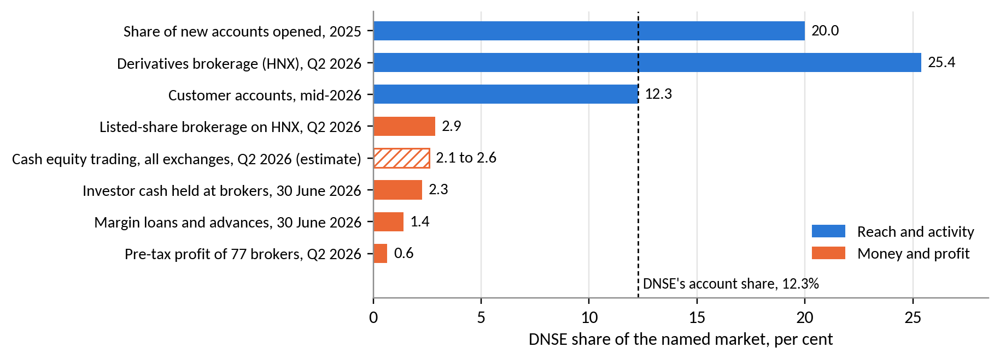 Share of new accounts opened, 2025 20.0
Derivatives brokerage (HNX), Q2 2026 25.4
Customer accounts, mid-2026 12.3
Listed-share brokerage on HNX, Q2 2026 2.9
Cash equity trading, all exchanges, Q2 2026 (estimate) 2.1 to 2.6
Investor cash held at brokers, 30 June 2026 2.3
Margin loans and advances, 30 June 2026 1.4
Reach and activity
Pre-tax profit of 77 brokers, Q2 2026 0.6
Money and profit
DNSE's account share, 12.3%
0 5 10 15 20 25
DNSE share of the named market, per cent